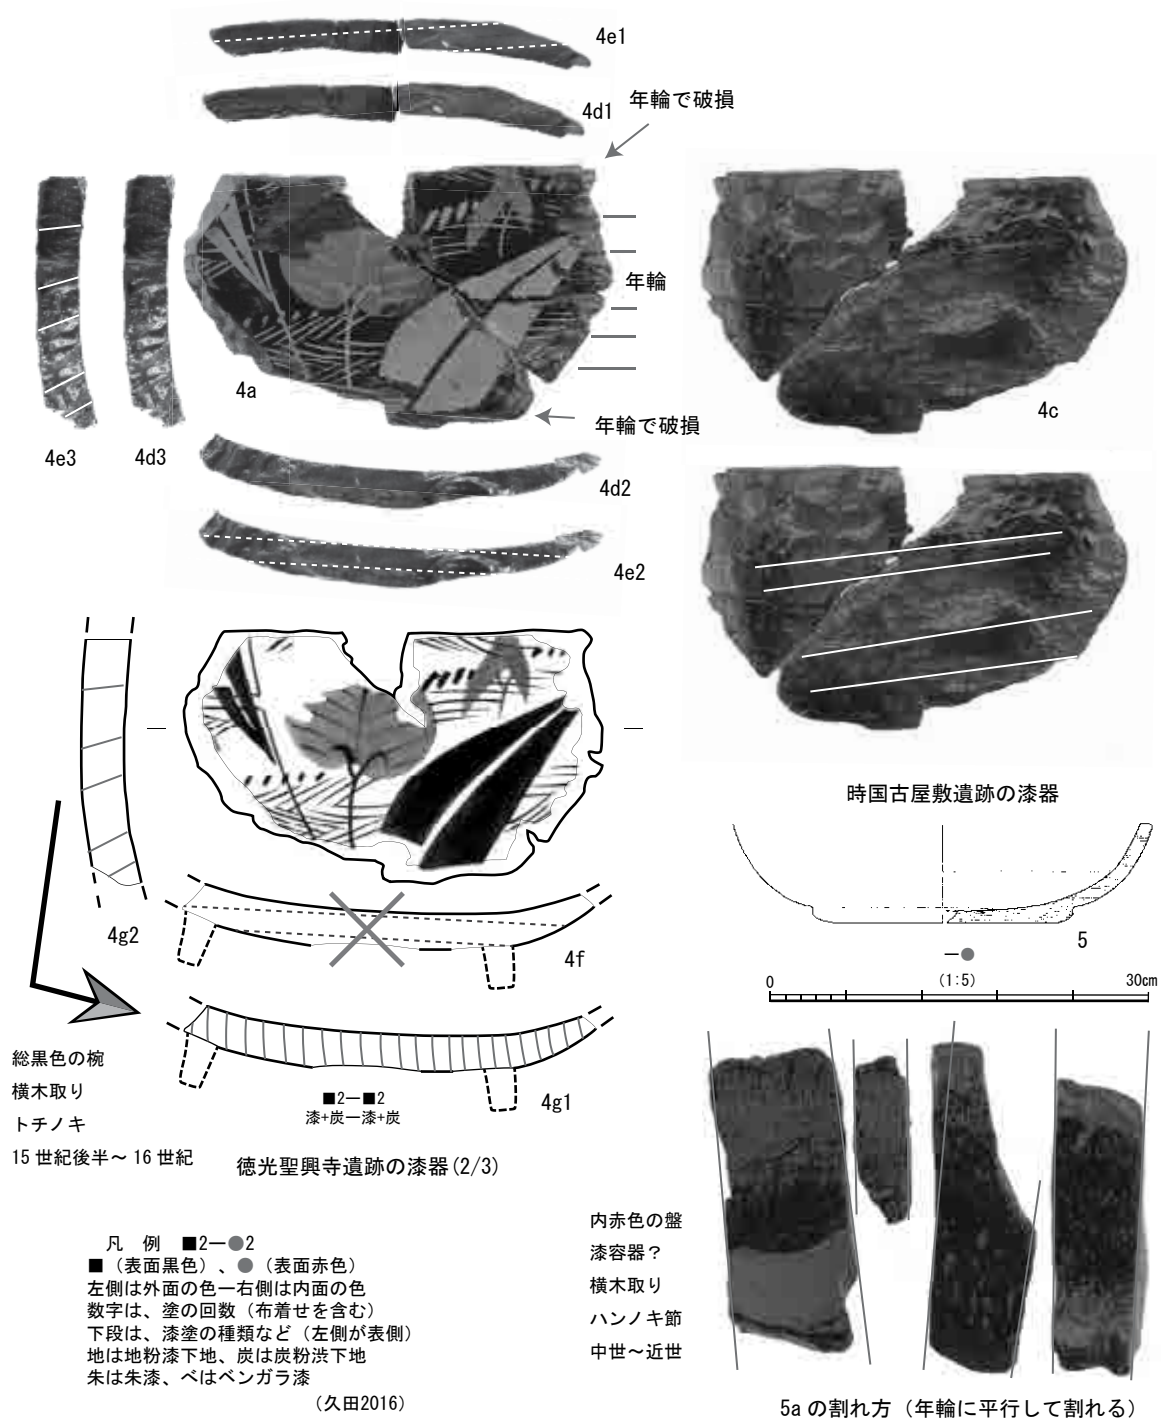 4e1
4d1
年輪で破損
年輪
4a
4c
4e3
4d3
年輪で破損
4d2
4e2
時国古屋敷遺跡の漆器
4g2
4f
5
ー●
(1:5)
0
30cm
総黒色の椀
横木取り
トチノキ
15世紀後半～16世紀
■2ー■2
漆+炭ー漆+炭
4g1
徳光聖興寺遺跡の漆器(2/3)
凡　例　■2ー●2
■（表面黒色）、●（表面赤色）
左側は外面の色ー右側は内面の色
数字は、塗の回数（布着せを含む）
下段は、漆塗の種類など（左側が表側）
地は地粉漆下地、炭は炭粉渋下地
朱は朱漆、べはベンガラ漆
（久田2016）
内赤色の盤
漆容器？
横木取り
ハンノキ節
中世～近世
5aの割れ方（年輪に平行して割れる）